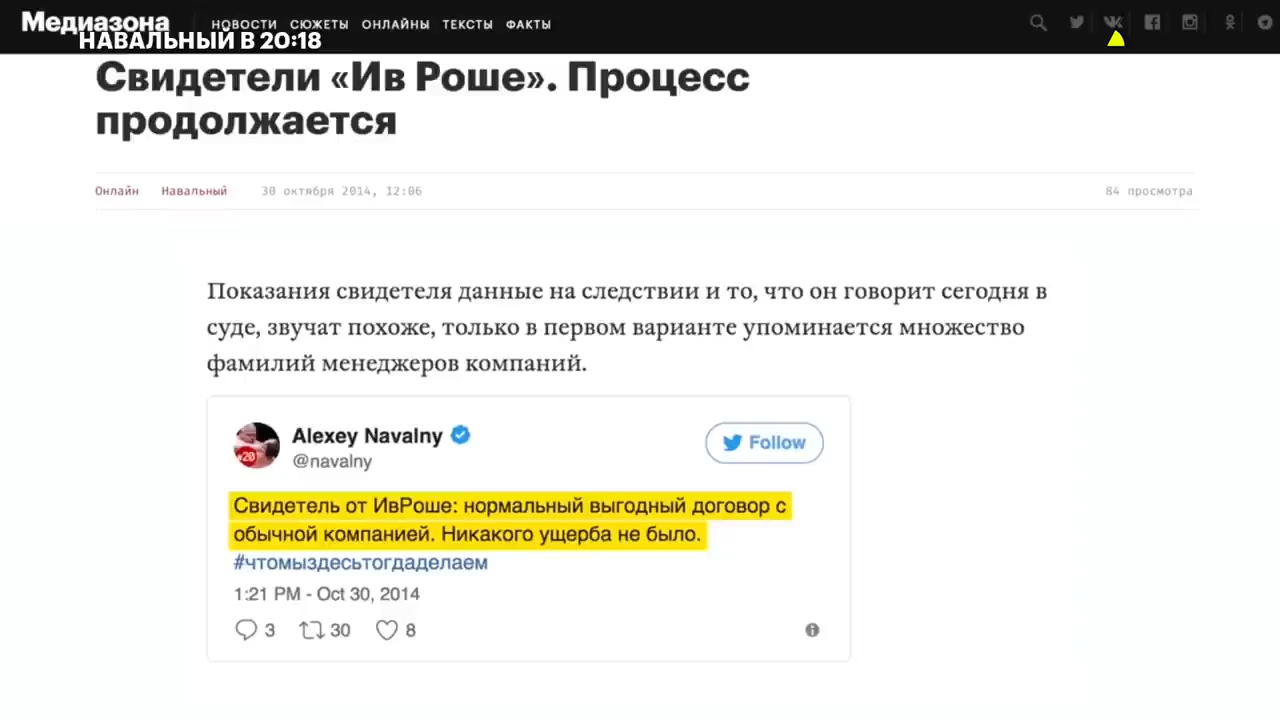 Медиазона
НОВОСТИ СЮЖЕТЫ ОНЛАЙНЫ ТЕКСТЫ ФАКТЫ
НАВАЛЬНЫЙ В 20:18
Свидетели «Ив Роше». Процесс
продолжается
Онлайн Навальный 30 октября 2014, 12:06 84 просмотра
Показания свидетеля данные на следствии и то, что он говорит сегодня в
суде, звучат похоже, только в первом варианте упоминается множество
фамилий менеджеров компаний.
Alexey Navalny
@navalny
Follow
#20
Свидетель от ИвРоше: нормальный выгодный договор с
обычной компанией. Никакого ущерба не было.
#чтомыздесьтогдаделаем
1:21 PM - Oct 30, 2014
3 30 8